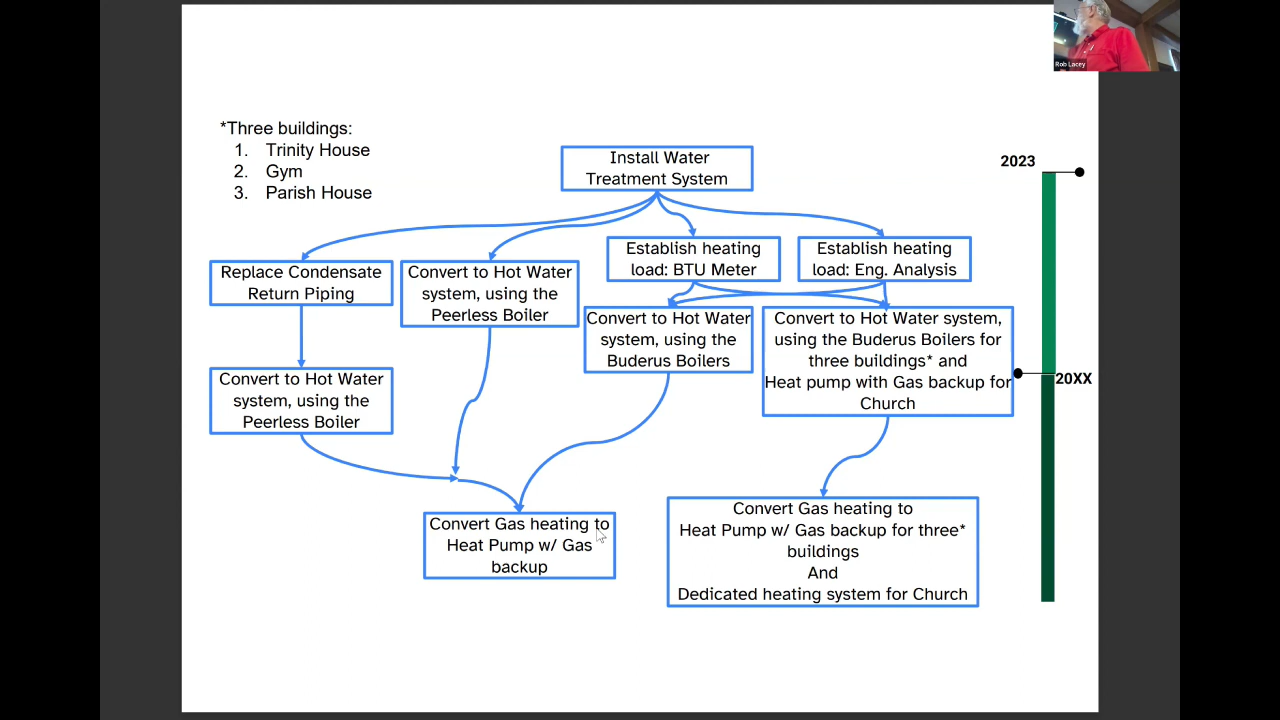 Rob Lacey
*Three buildings:
1. Trinity House
2. Gym
3. Parish House
Install Water
Treatment System
2023
Replace Condensate
Return Piping
Convert to Hot Water
system, using the
Peerless Boiler
Establish heating
load: BTU Meter
Establish heating
load: Eng. Analysis
Convert to Hot Water
system, using the
Peerless Boiler
Convert to Hot Water
system, using the
Buderus Boilers
Convert to Hot Water system,
using the Buderus Boilers for
three buildings* and
Heat pump with Gas backup for
Church
20XX
Convert Gas heating to
Heat Pump w/ Gas
backup
Convert Gas heating to
Heat Pump w/ Gas backup for three*
buildings
And
Dedicated heating system for Church